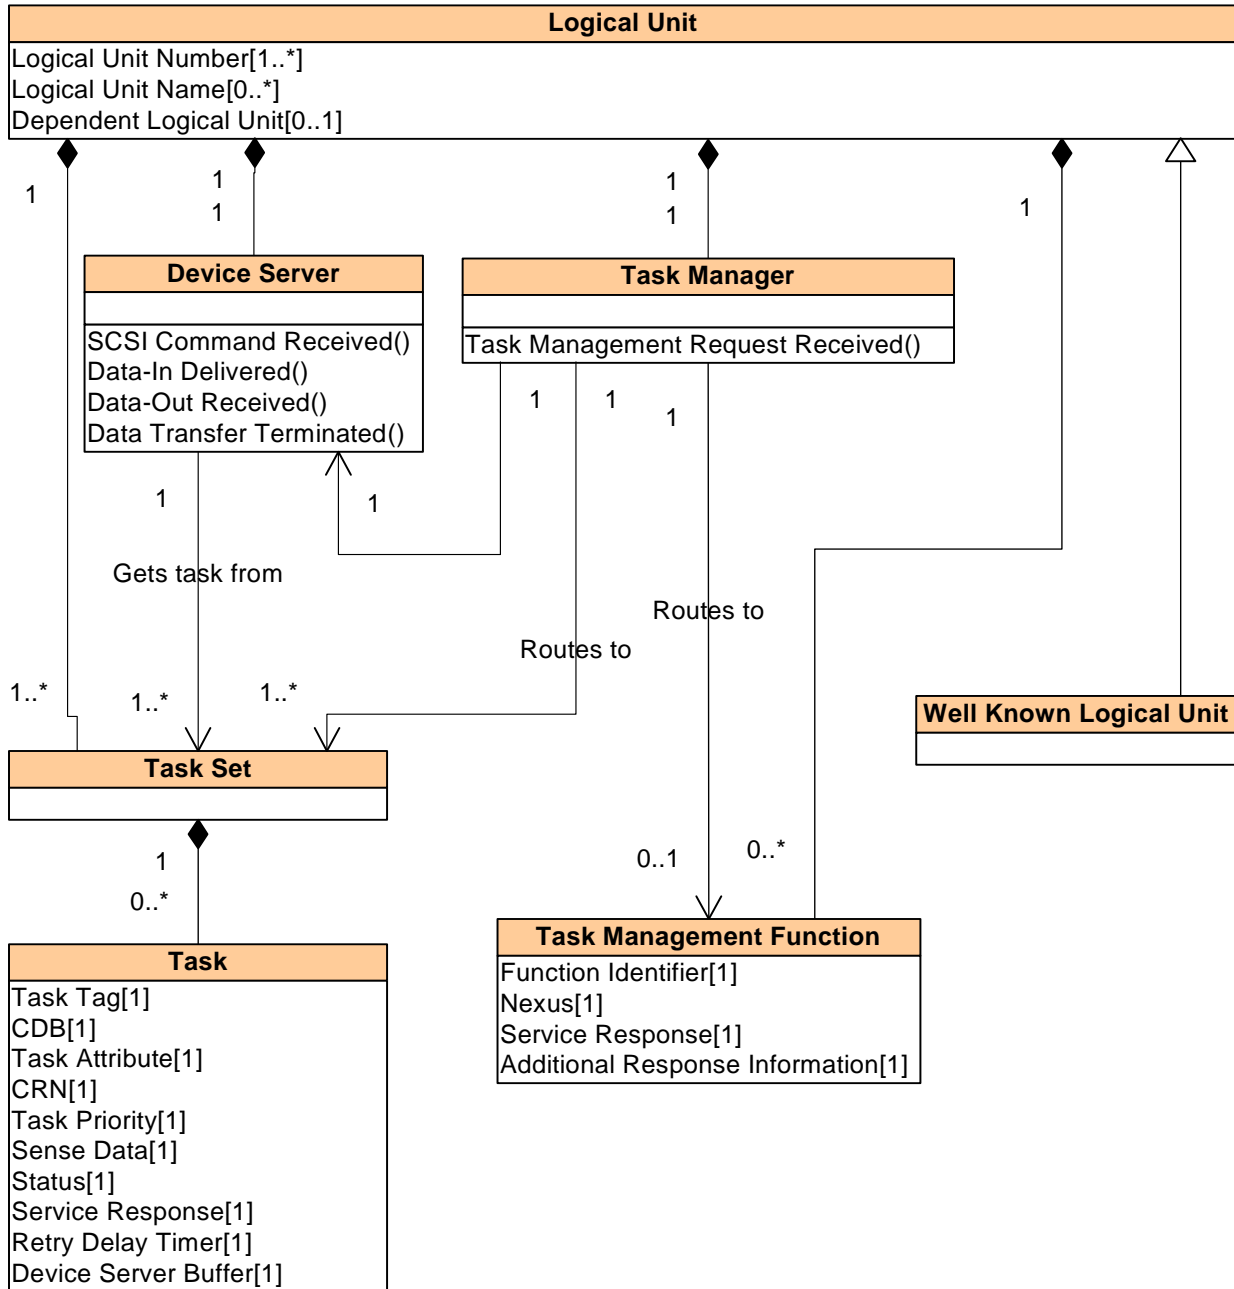 Logical Unit
Logical Unit Number[1..*]
Logical Unit Name[0..*]
Dependent Logical Unit[0..1]
1
1
1
1
1
1
Device Server
SCSI Command Received()
Data-In Delivered()
Data-Out Received()
Data Transfer Terminated()
Task Manager
Task Management Request Received()
1
1
1
1
1
Gets task from
Routes to
Routes to
1..*
1..*
1..*
Well Known Logical Unit
Task Set
1
0..*
0..1
0..*
Task Management Function
Function Identifier[1]
Nexus[1]
Service Response[1]
Additional Response Information[1]
Task
Task Tag[1]
CDB[1]
Task Attribute[1]
CRN[1]
Task Priority[1]
Sense Data[1]
Status[1]
Service Response[1]
Retry Delay Timer[1]
Device Server Buffer[1]